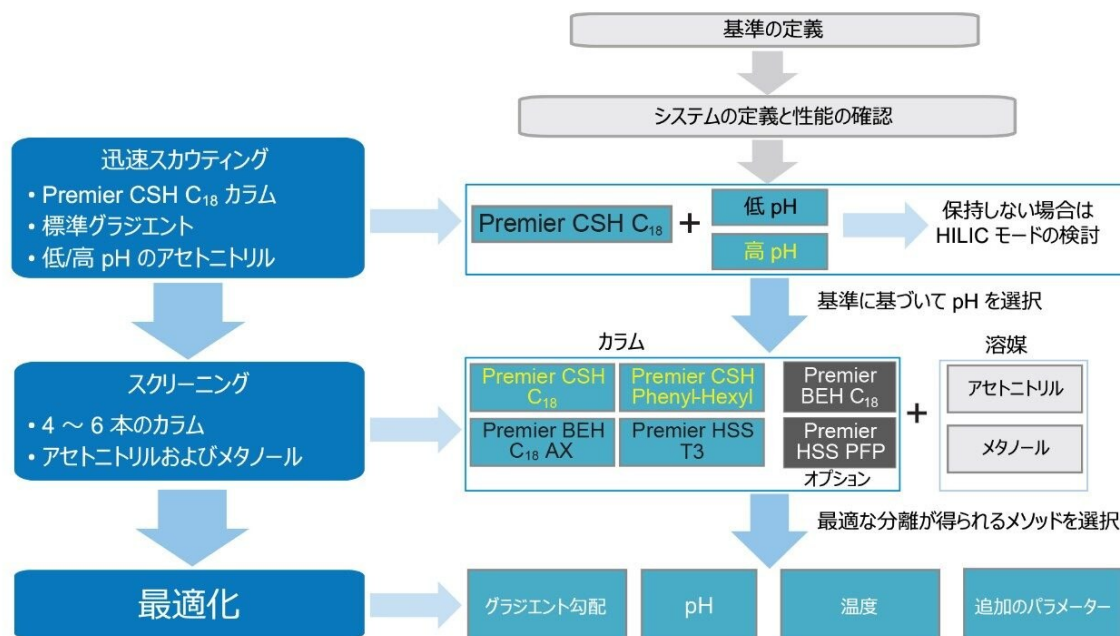 基準の定義
システムの定義と性能の確認
迅速スカウティング
• Premier CSH C₁₈ カラム
• 標準グラジエント
• 低/高 pH のアセトニトリル
Premier CSH C₁₈
+
低 pH
高 pH
保持しない場合は
HILIC モードの検討
基準に基づいて pH を選択
スクリーニング
• 4 ～ 6 本のカラム
• アセトニトリルおよびメタノール
カラム
Premier CSH
C₁₈
Premier CSH
Phenyl-Hexyl
Premier
BEH C₁₈
Premier BEH
C₁₈ AX
Premier HSS
T3
Premier
HSS PFP
オプション
+
溶媒
アセトニトリル
メタノール
最適な分離が得られるメソッドを選択
最適化
グラジエント勾配
pH
温度
追加のパラメーター